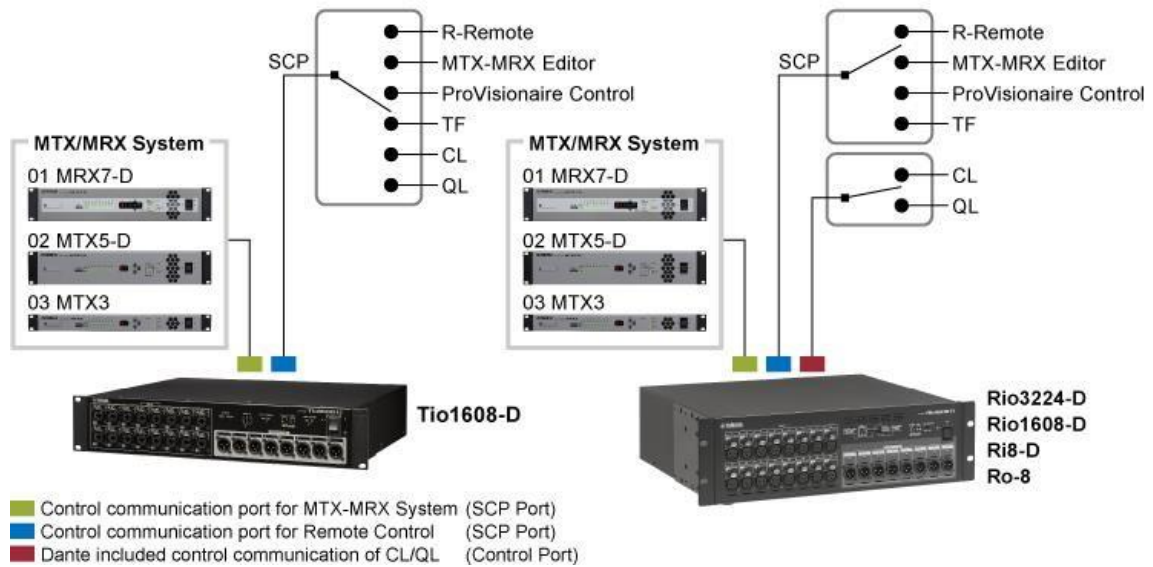 R-Remote
SCP
MTX-MRX Editor
ProVisionaire Control
TF
CL
QL
MTX/MRX System
01 MRX7-D
02 MTX5-D
03 MTX3
Tio1608-D
R-Remote
SCP
MTX-MRX Editor
ProVisionaire Control
TF
CL
QL
MTX/MRX System
01 MRX7-D
02 MTX5-D
03 MTX3
Rio3224-D
Rio1608-D
Ri8-D
Ro-8
Control communication port for MTX-MRX System (SCP Port)
Control communication port for Remote Control (SCP Port)
Dante included control communication of CL/QL (Control Port)